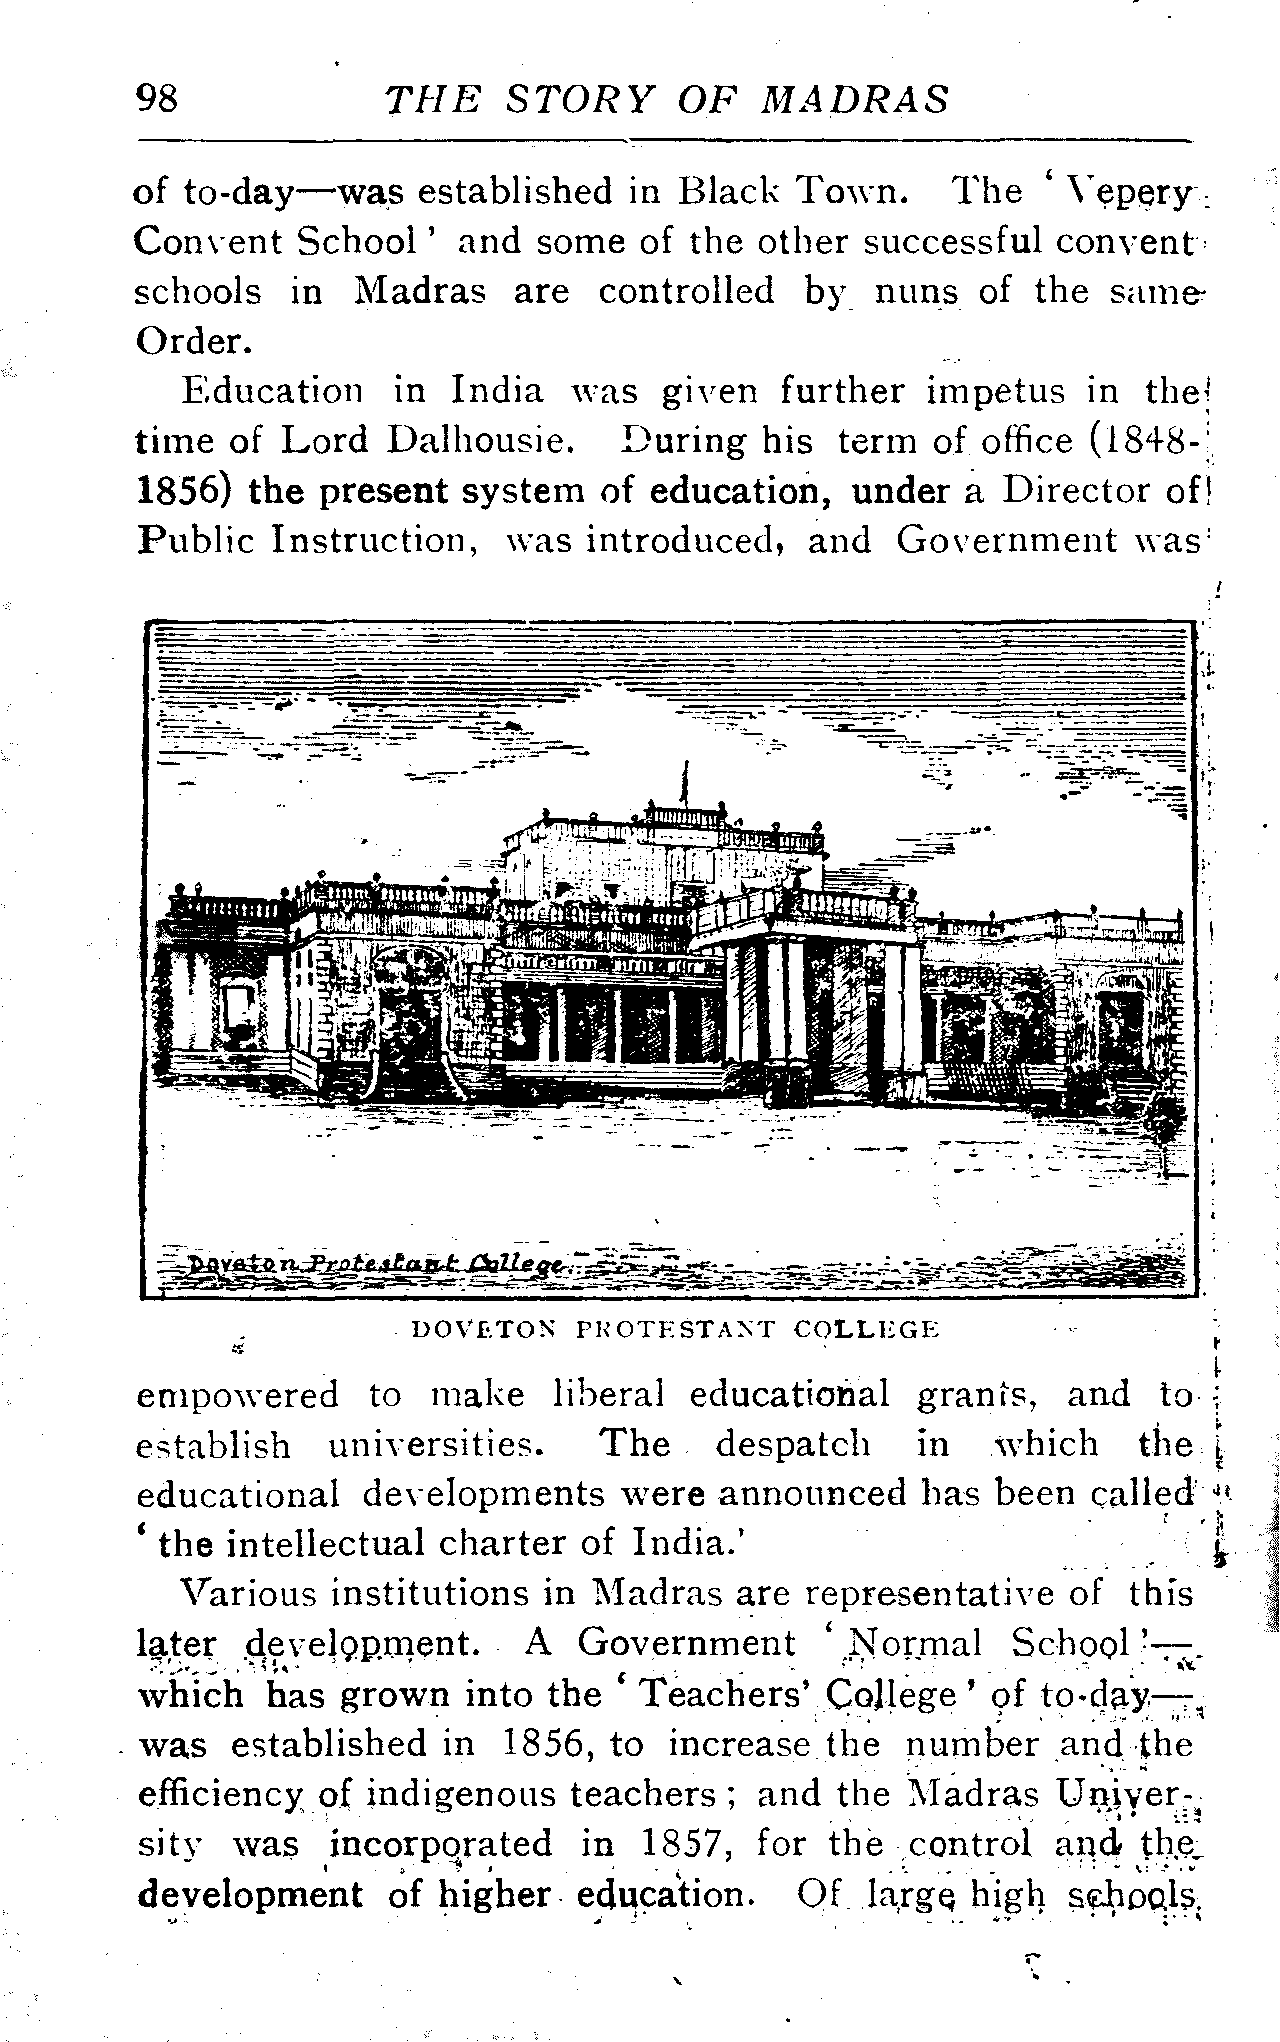 98 THE STORY OF MADRAS
of to-day—was established in Black Town. The ‘ Vepery
Convent School ’ and some of the other successful convent
schools in Madras are controlled by nuns of the same
Order.
Education in India was given further impetus in the
time of Lord Dalhousie. During his term of office (1848-
1856) the present system of education, under a Director of
Public Instruction, was introduced, and Government was
Doveton Protestant College
DOVETON PROTESTANT COLLEGE
empowered to make liberal educational grants, and to
establish universities. The despatch in which the
educational developments were announced has been called
‘ the intellectual charter of India.’
Various institutions in Madras are representative of this
later development. A Government ‘ Normal School ’—
which has grown into the ‘ Teachers’ College ’ of to-day—
was established in 1856, to increase the number and the
efficiency of indigenous teachers ; and the Madras Univer-
sity was incorporated in 1857, for the control and the
development of higher education. Of large high schools,